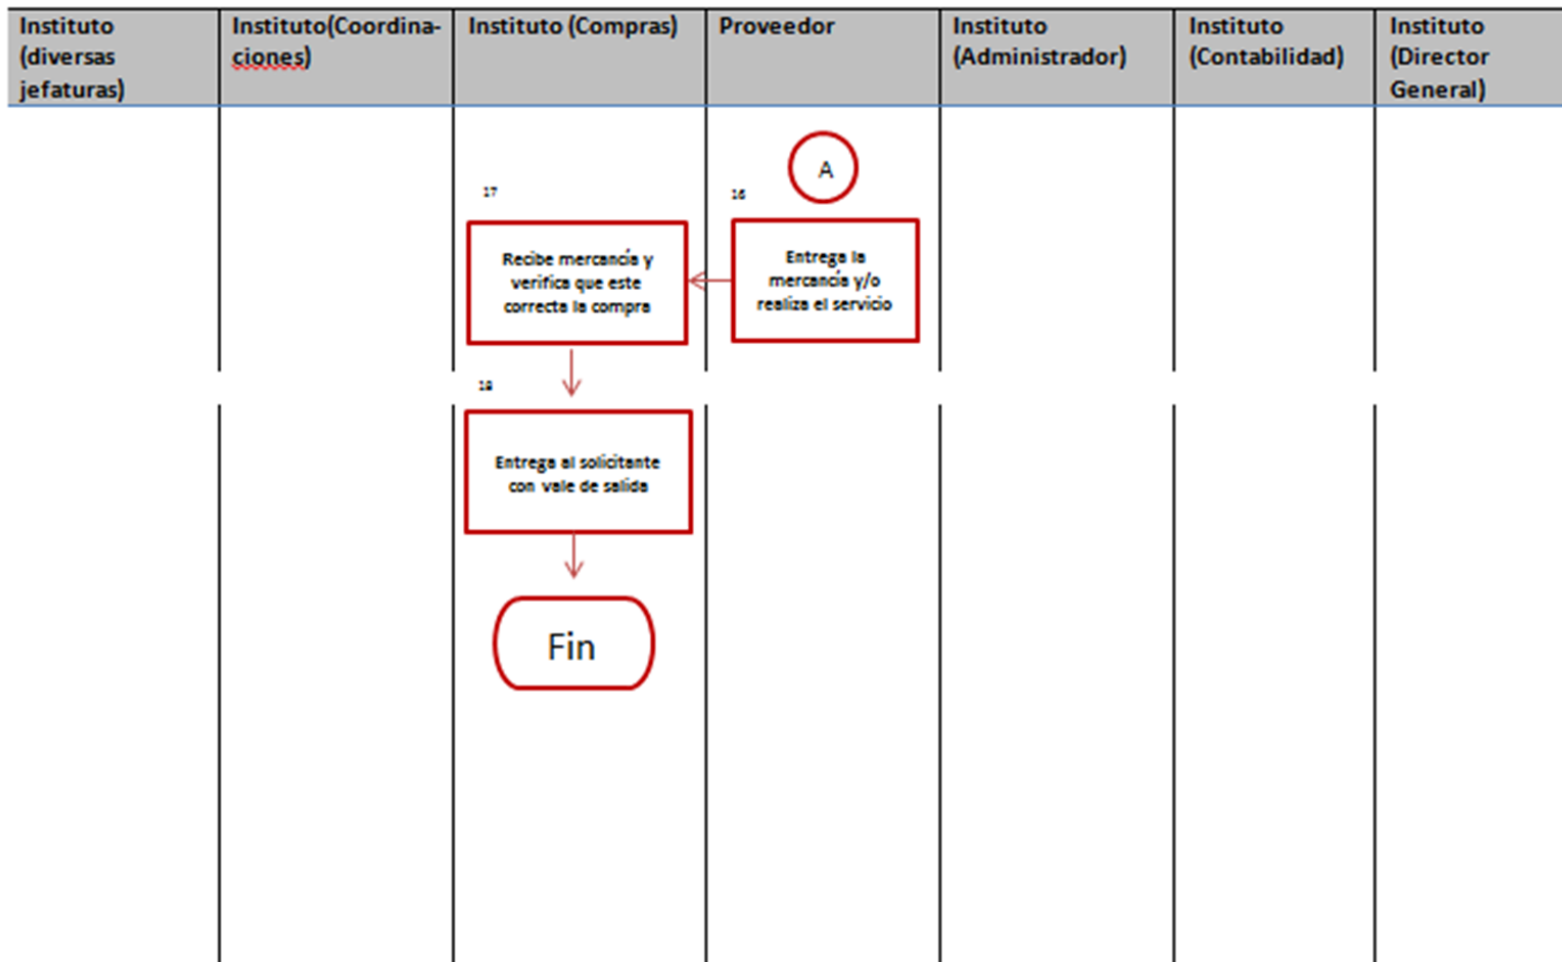 Instituto
(diversas
jefaturas)
Instituto(Coordina-
ciones)
Instituto (Compras)
Proveedor
Instituto
(Administrador)
Instituto
(Contabilidad)
Instituto
(Director
General)
A
17
16
Recibe mercancía y
verifica que este
correcta la compra
Entrega la
mercancía y/o
realiza el servicio
18
Entrega al solicitante
con vale de salida
Fin